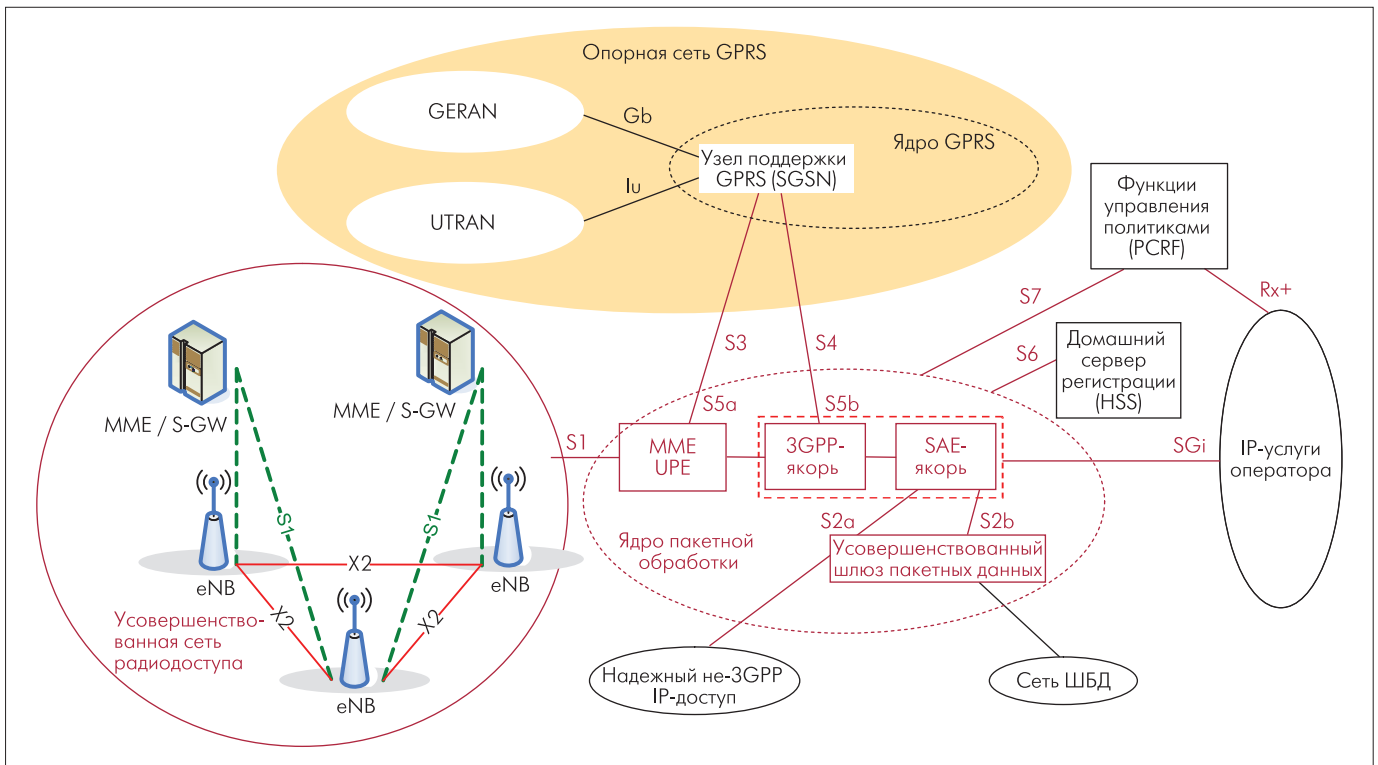 Опорная сеть GPRS
GERAN
Gb
Ядро GPRS
Узел поддержки
GPRS (SGSN)
Iu
UTRAN
Функции
управления
политиками
(PCRF)
S7
Rx+
S3
S4
S6
Домашний
сервер
регистрации
(HSS)
MME / S-GW
MME / S-GW
S5a
S5b
S1
MME
UPE
3GPP-
якорь
SAE-
якорь
SGi
IP-услуги
оператора
S1
S1
S2a
S2b
Ядро пакетной
обработки
Усовершенствованный
шлюз пакетных данных
X2
eNB
eNB
X2
X2
Усовершенство-
ванная сеть
радиодоступа
eNB
Надежный не-3GPP
IP-доступ
Сеть ШБД